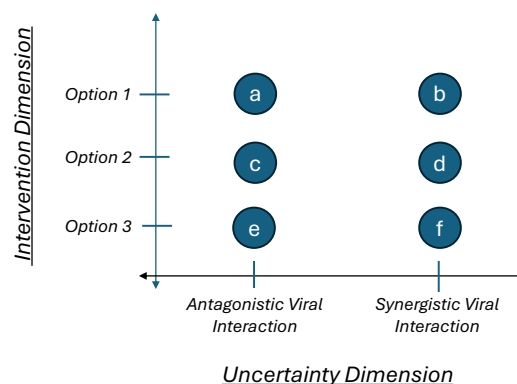 Intervention Dimension
Option 1
a
b
Option 2
c
d
Option 3
e
f
Antagonistic Viral
Interaction
Synergistic Viral
Interaction
Uncertainty Dimension